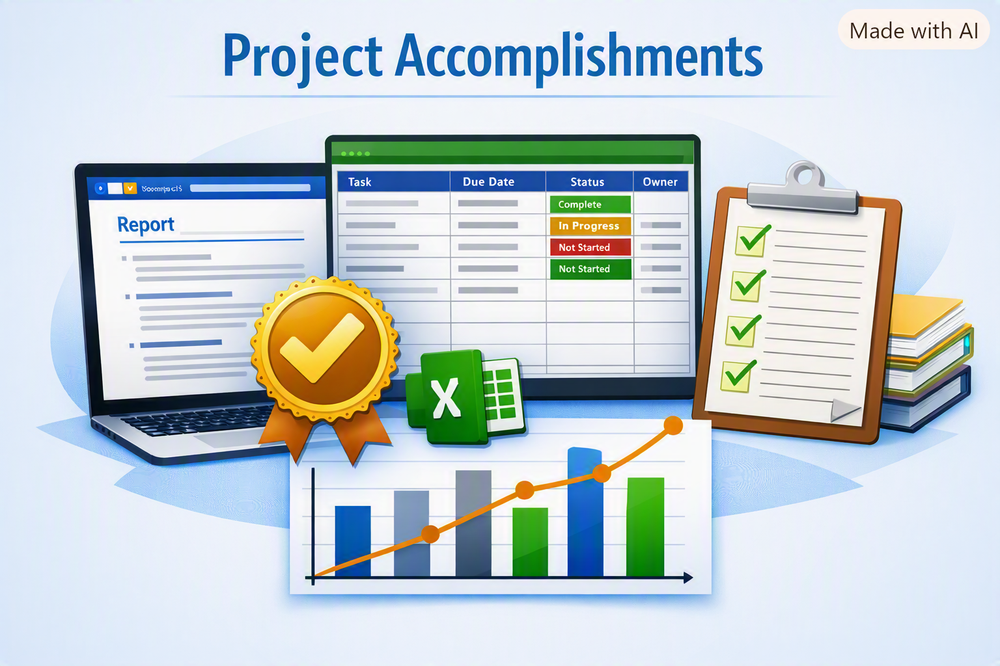 Made with AI
Project Accomplishments
Report
Task Due Date Status Owner
Complete
In Progress
Not Started
Not Started
X